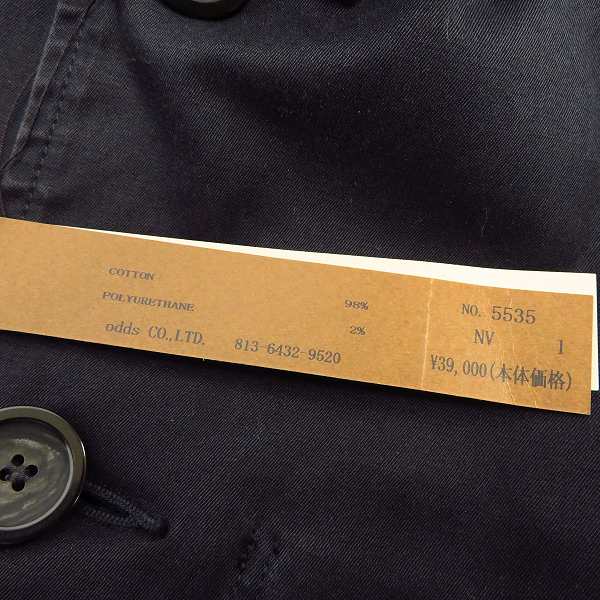 COTTON 98%
POLYURETHANE 2%
odds CO.,LTD. 813-6432-9520
NO. 5535
NV 1
¥39,000(本体価格)